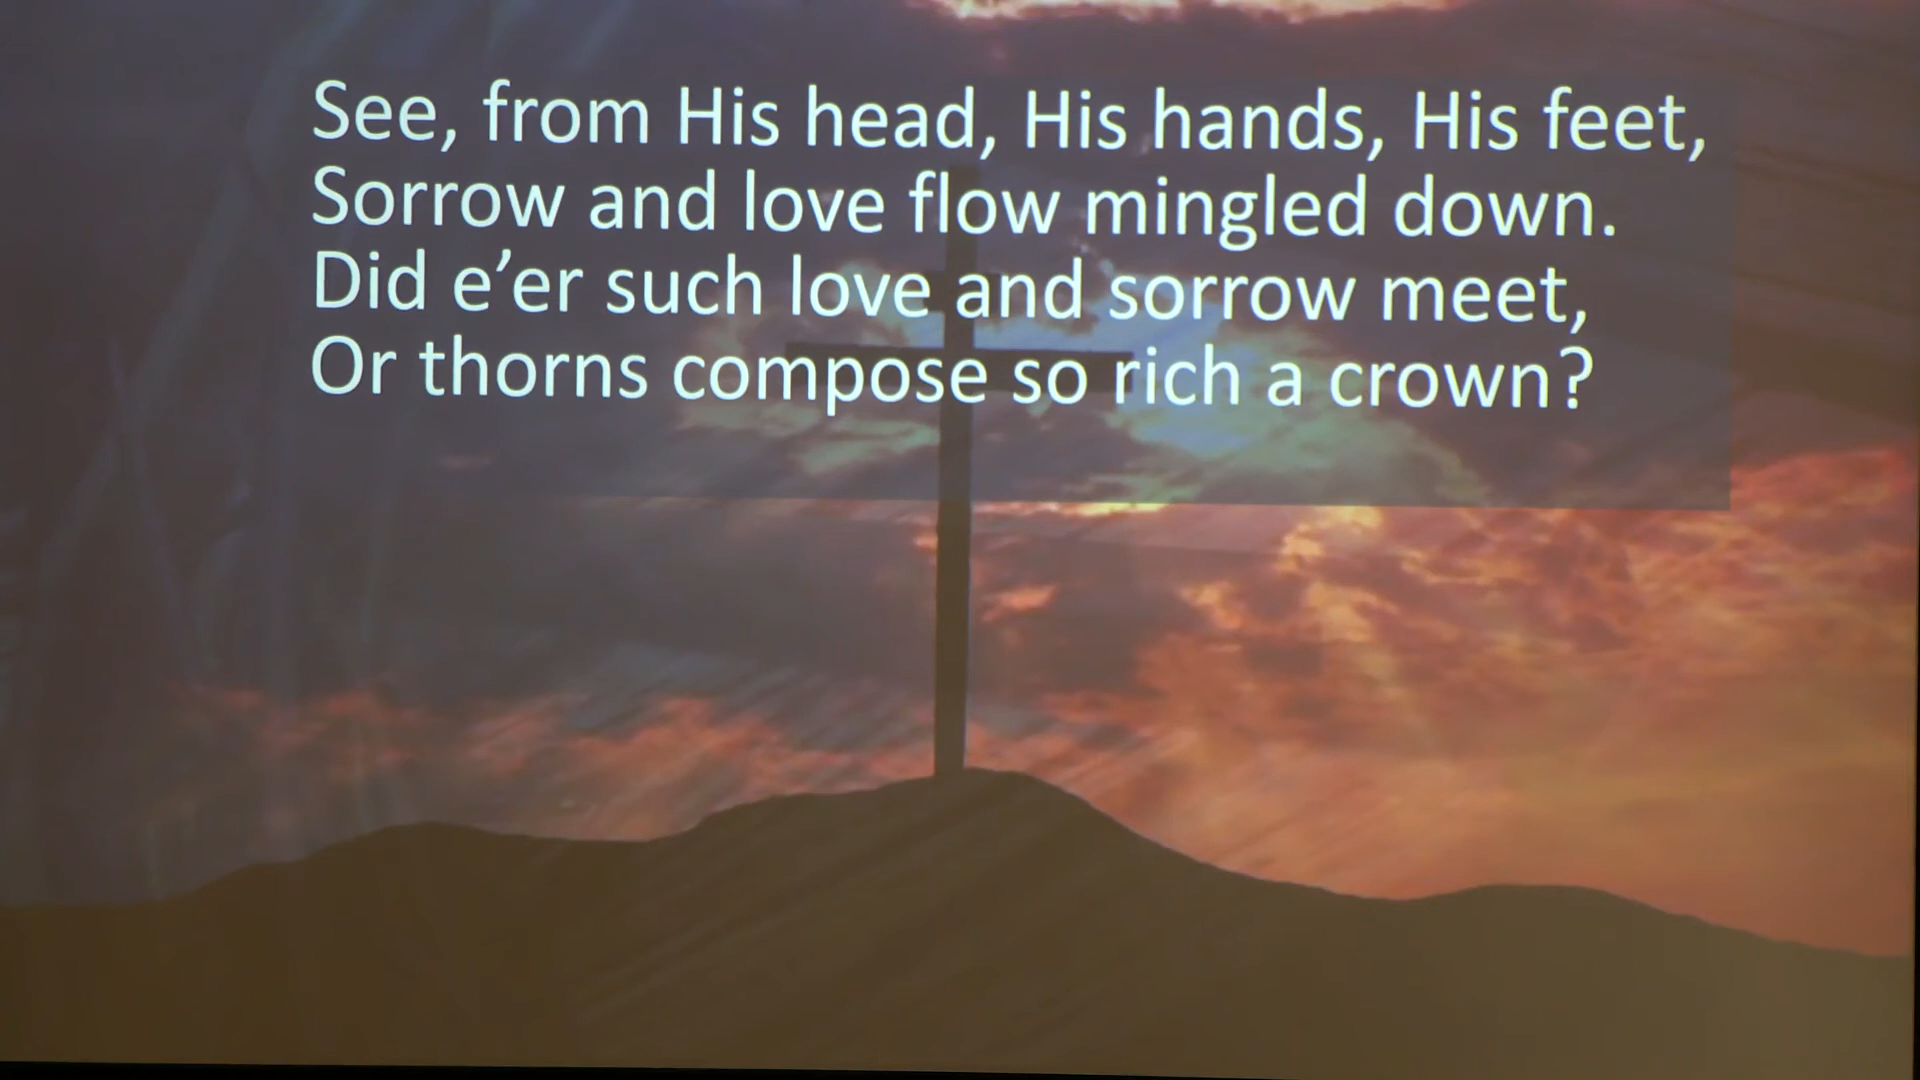 See, from His head, His hands, His feet,
Sorrow and love flow mingled down.
Did e’er such love and sorrow meet,
Or thorns compose so rich a crown?